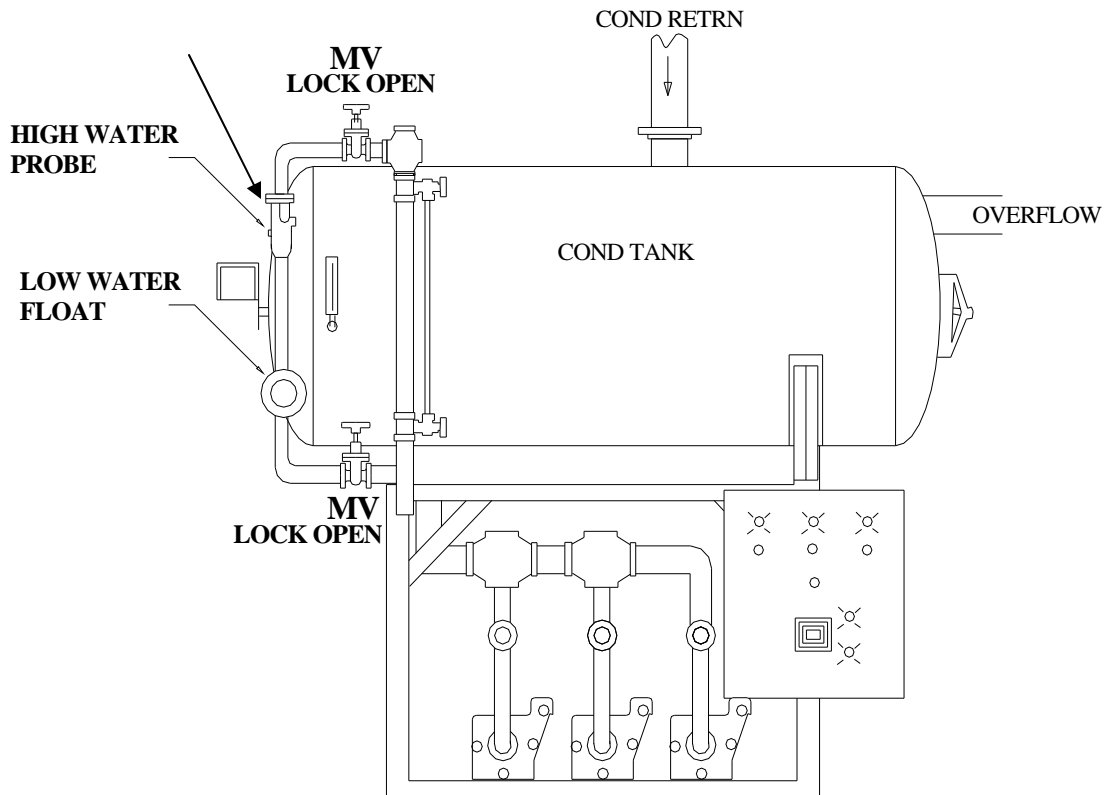 COND RETRN
MV
LOCK OPEN
HIGH WATER
PROBE
OVERFLOW
COND TANK
LOW WATER
FLOAT
MV
LOCK OPEN